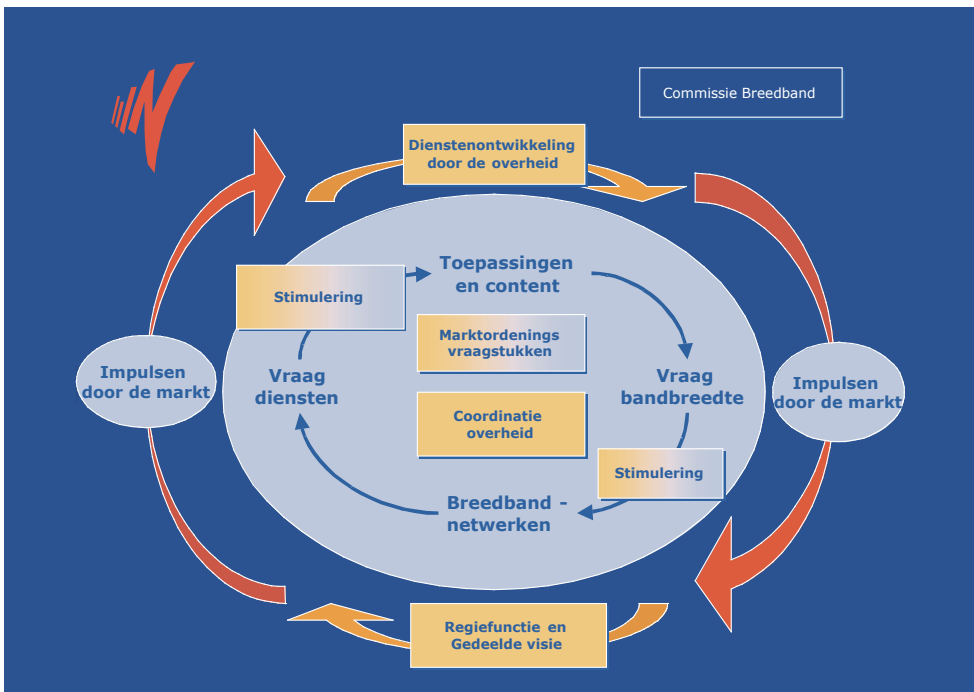 Commissie Breedband
Dienstenontwikkeling
door de overheid
Toepassingen
en content
Stimulering
Marktordenings
vraagstukken
Impulsen
door de markt
Vraag
diensten
Vraag
bandbreedte
Impulsen
door de markt
Coordinatie
overheid
Stimulering
Breedband -
netwerken
Regiefunctie en
Gedeelde visie